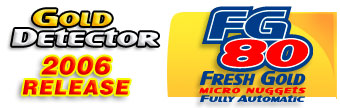 GOLD
DETECTOR
2006
RELEASE
FG
80
FRESH GOLD
MICRO NUGGETS
FULLY AUTOMATIC